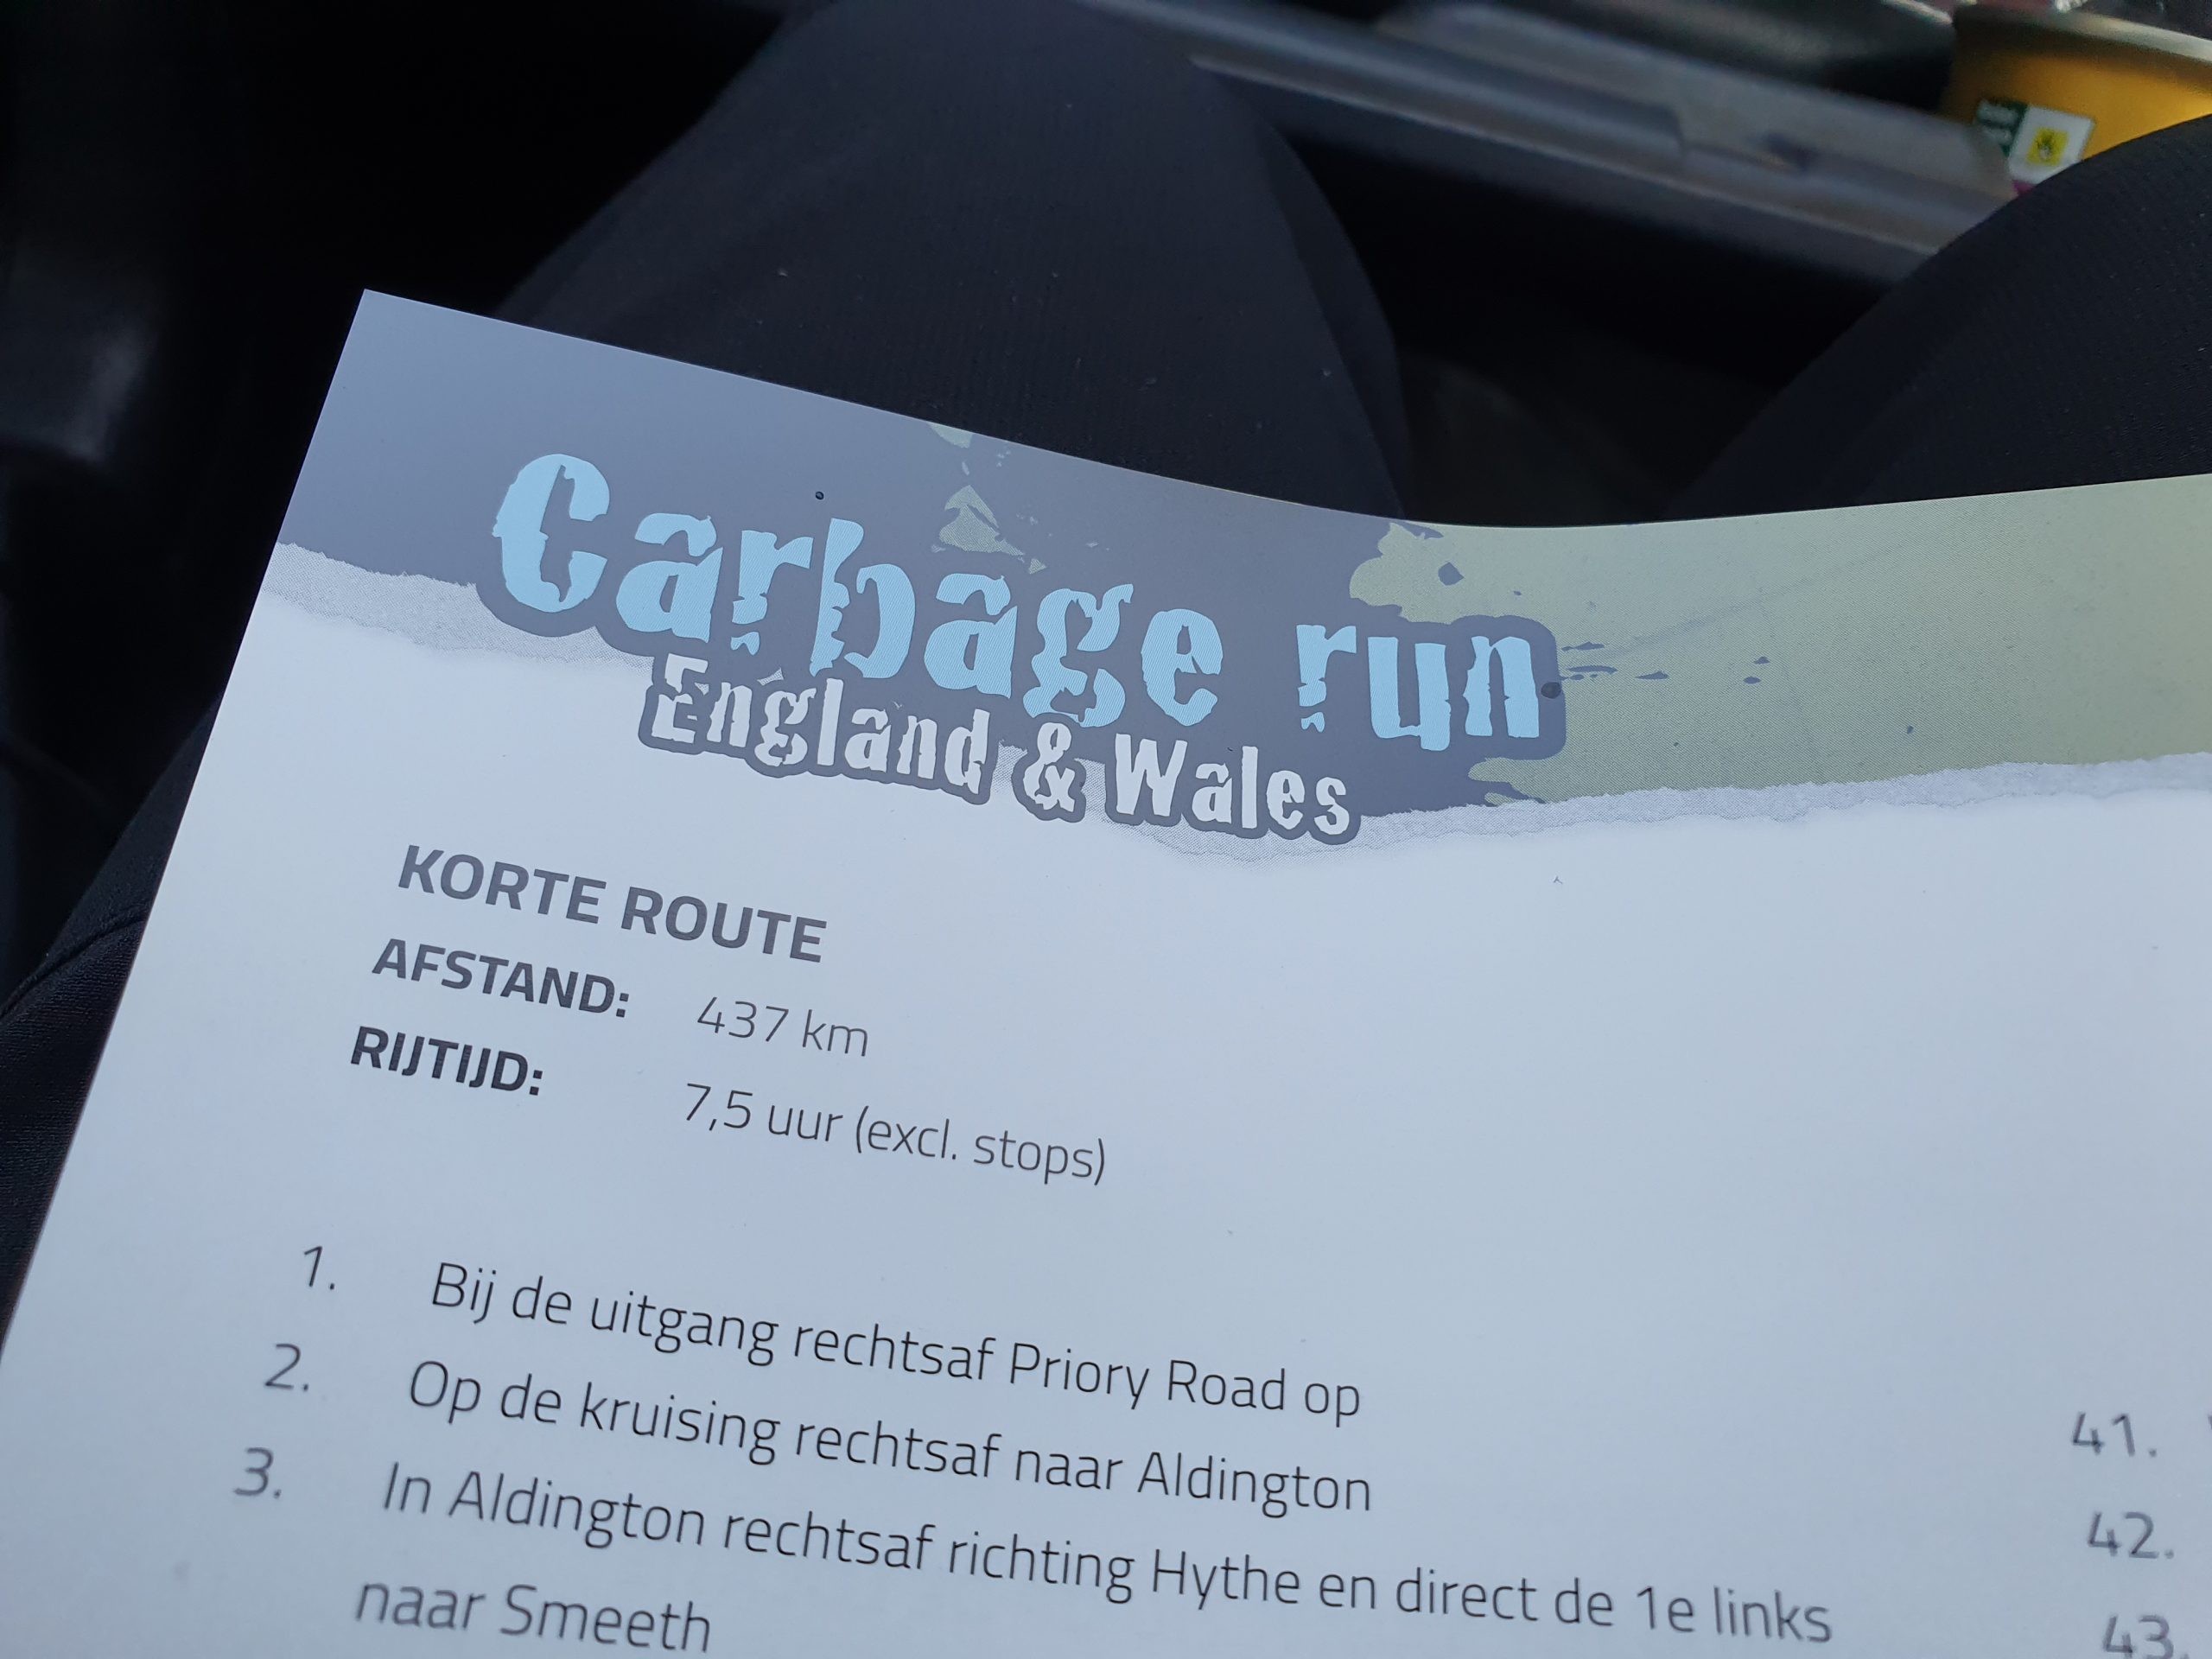 Carbage run
England & Wales
KORTE ROUTE
AFSTAND: 437 km
RIJTIJD: 7,5 uur (excl. stops)
1. Bij de uitgang rechtsaf Priory Road op
2. Op de kruising rechtsaf naar Aldington
3. In Aldington rechtsaf richting Hythe en direct de 1e links
naar Smeeth
41.
42.
43.